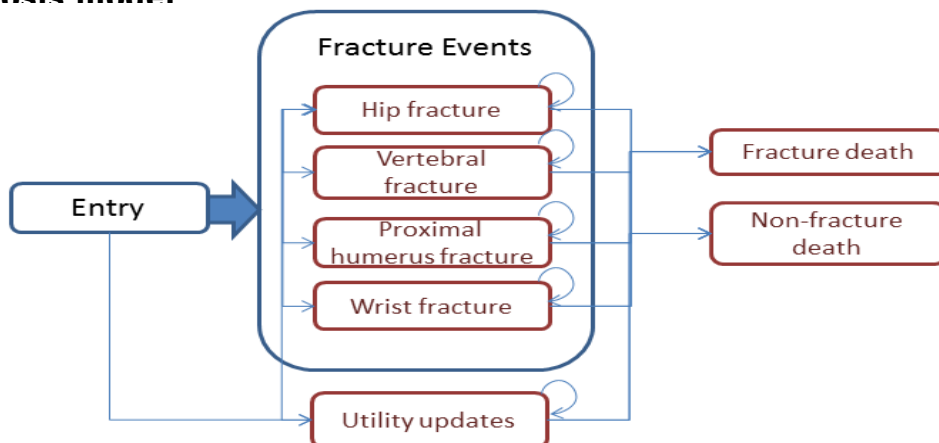 Fracture Events
Hip fracture
Vertebral
fracture
Entry
Proximal
humerus fracture
Wrist fracture
Utility updates
Fracture death
Non-fracture
death